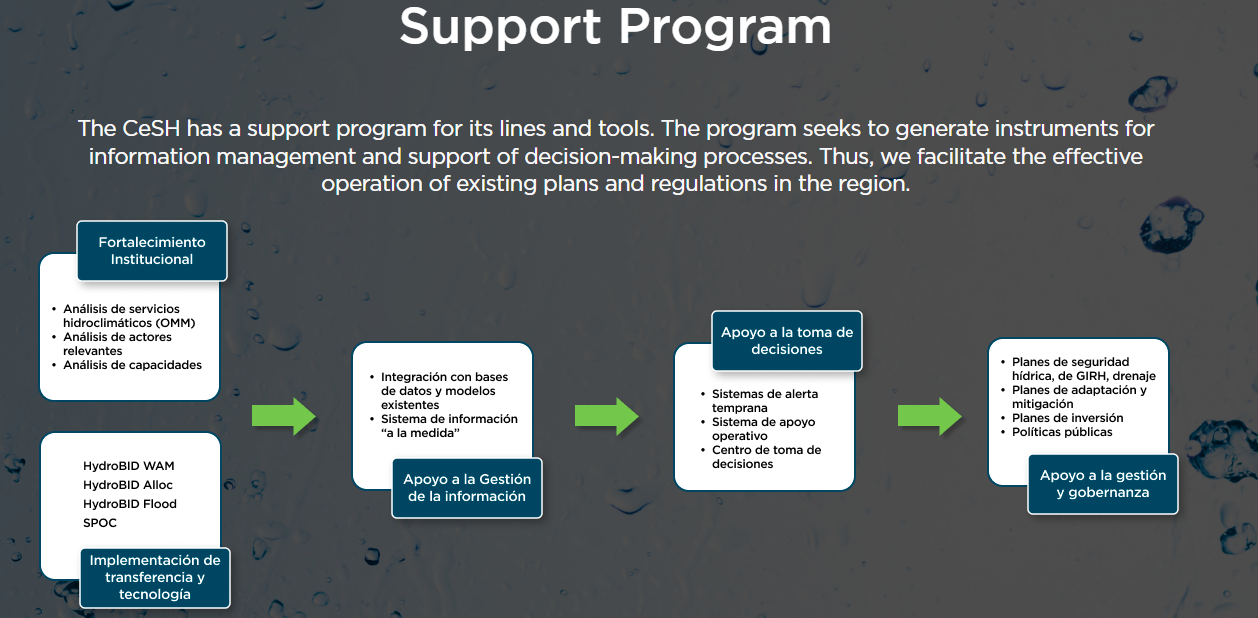 Support Program
The CeSH has a support program for its lines and tools. The program seeks to generate instruments for
information management and support of decision-making processes. Thus, we facilitate the effective
operation of existing plans and regulations in the region.
Fortalecimiento
Institucional
• Análisis de servicios
hidroclimáticos (OMM)
• Análisis de actores
relevantes
• Análisis de capacidades
HydroBID WAM
HydroBID Alloc
HydroBID Flood
SPOC
Implementación de
transferencia y
tecnología
• Integración con bases
de datos y modelos
existentes
• Sistema de información
“a la medida”
Apoyo a la Gestión
de la información
Apoyo a la toma de
decisiones
• Sistemas de alerta
temprana
• Sistema de apoyo
operativo
• Centro de toma de
decisiones
• Planes de seguridad
hídrica, de GIRH, drenaje
• Planes de adaptación y
mitigación
• Planes de inversión
• Políticas públicas
Apoyo a la gestión
y gobernanza